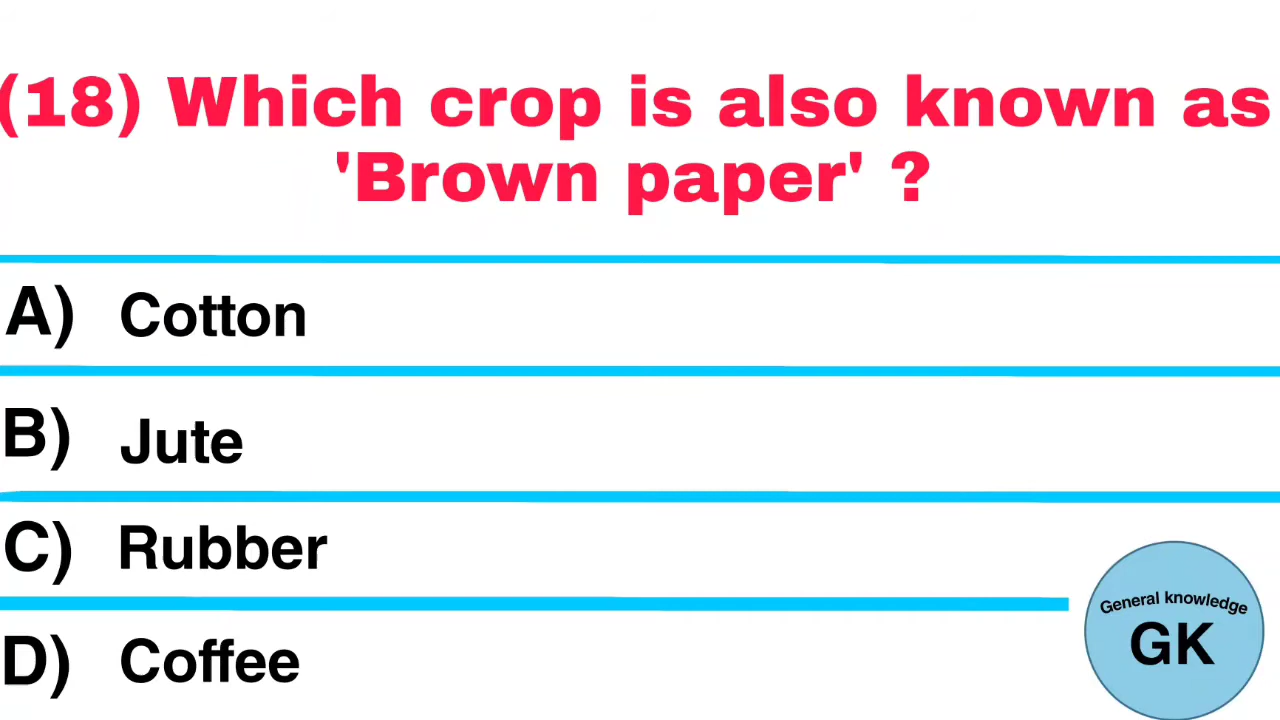 (18) Which crop is also known as
'Brown paper' ?
A) Cotton
B) Jute
C) Rubber
D) Coffee
General knowledge
GK